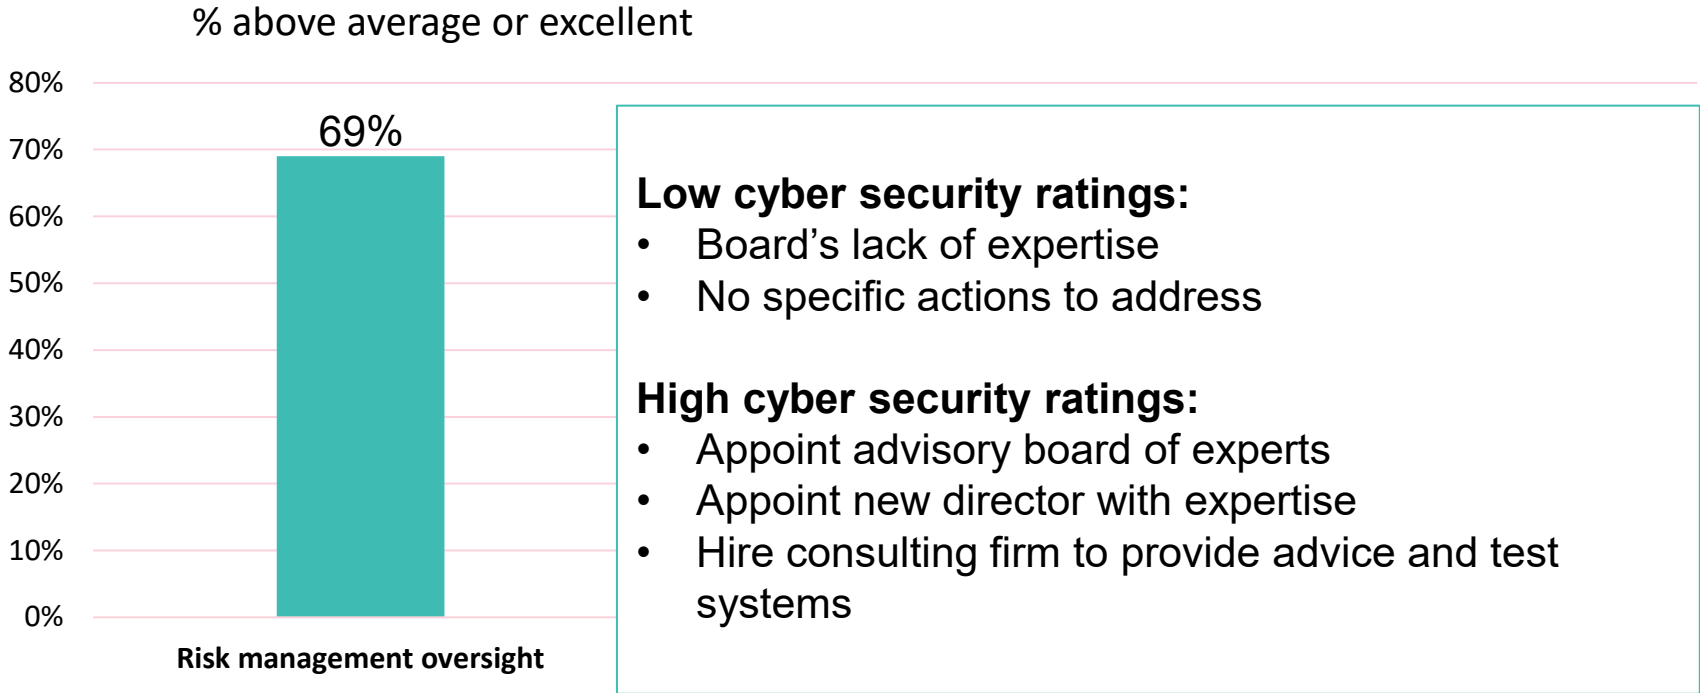 % above average or excellent
80%
70%
60%
50%
40%
30%
20%
10%
0%
69%
Risk management oversight
Low cyber security ratings:
• Board’s lack of expertise
• No specific actions to address
High cyber security ratings:
• Appoint advisory board of experts
• Appoint new director with expertise
• Hire consulting firm to provide advice and test
systems